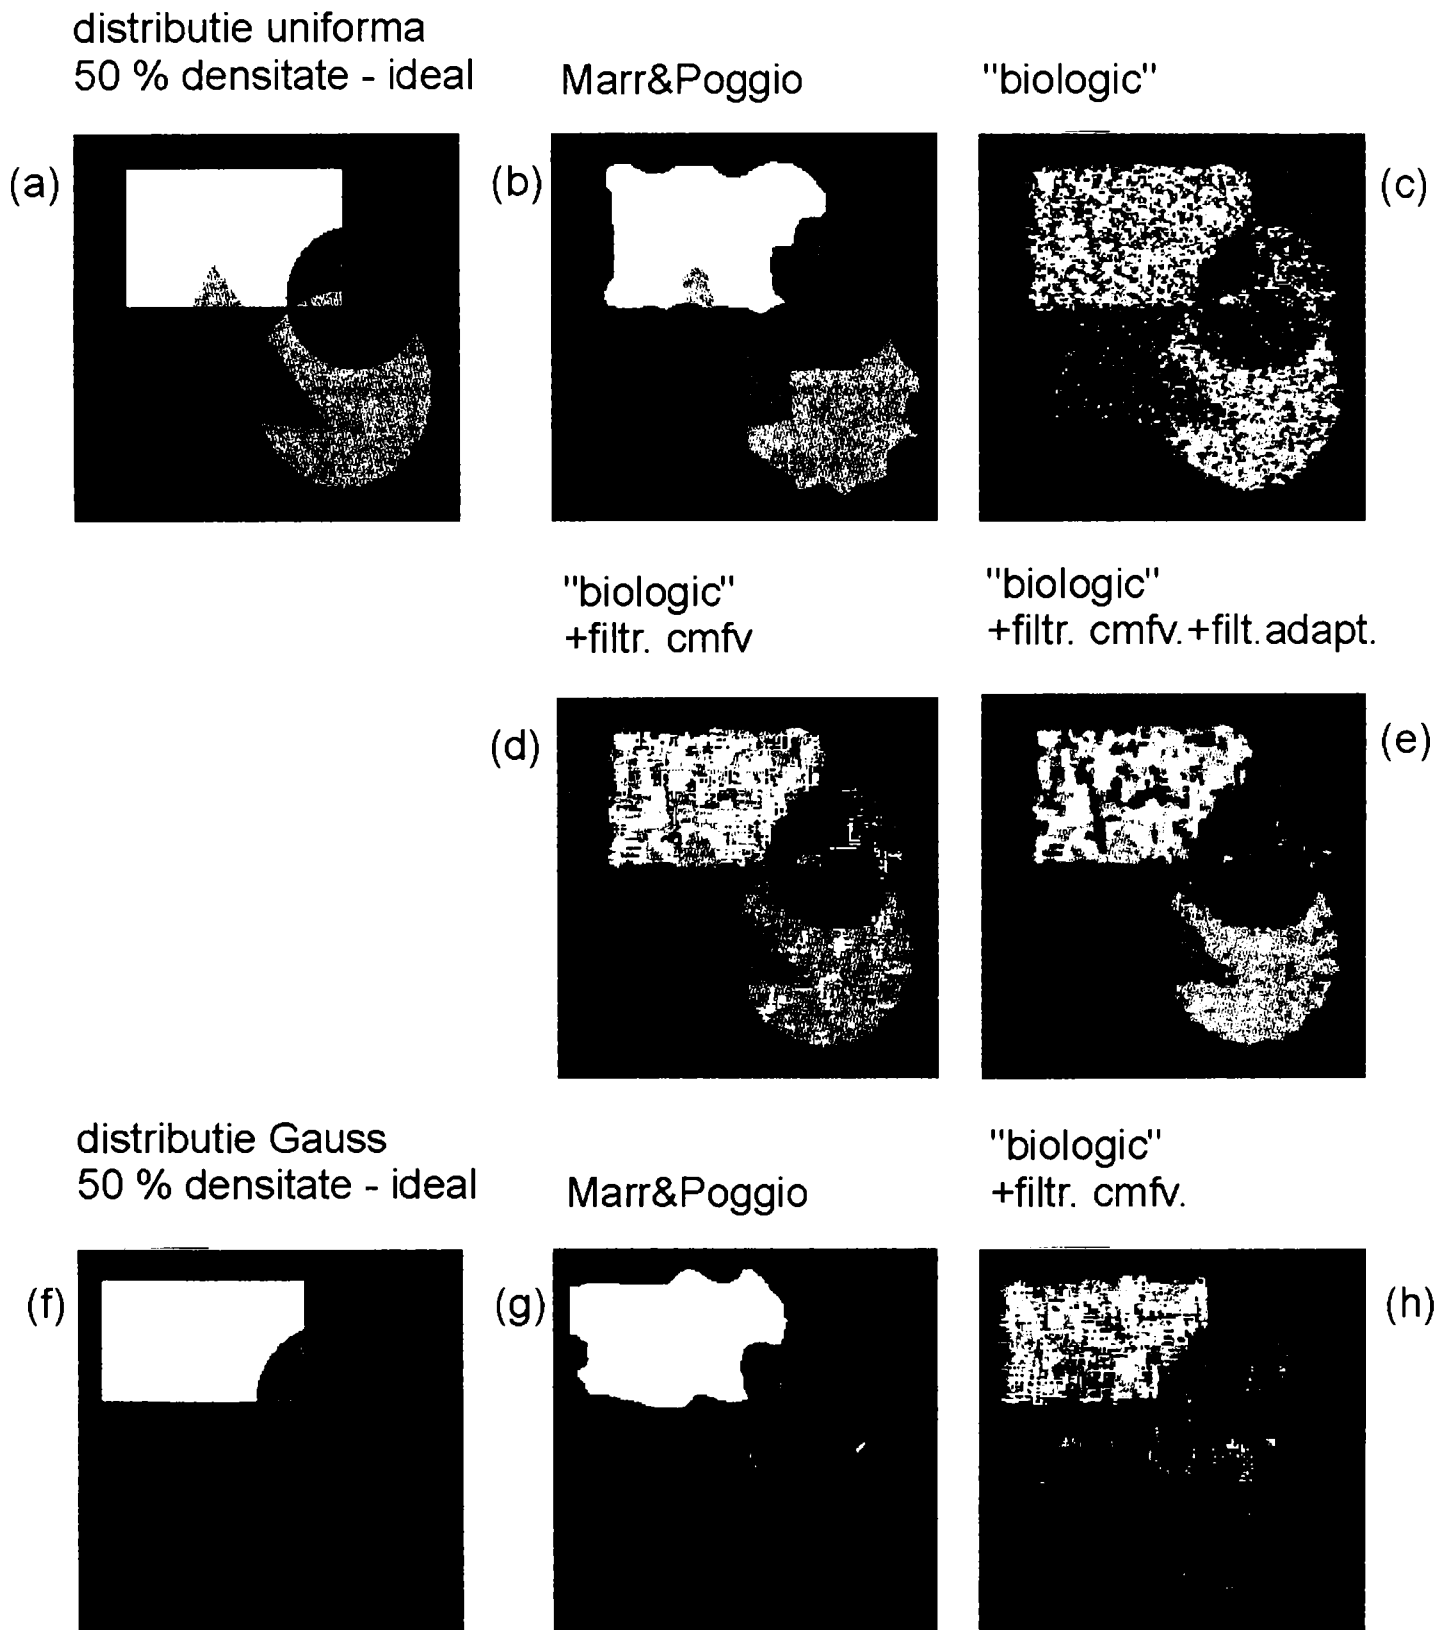 distributie uniforma
50 % densitate - ideal
Marr&Poggio
"biologic"
(a)
(b)
(c)
"biologic"
+filtr. cmfv
"biologic"
+filtr. cmfv.+filt.adapt.
(d)
(e)
distributie Gauss
50 % densitate - ideal
Marr&Poggio
"biologic"
+filtr. cmfv.
(f)
(g)
(h)